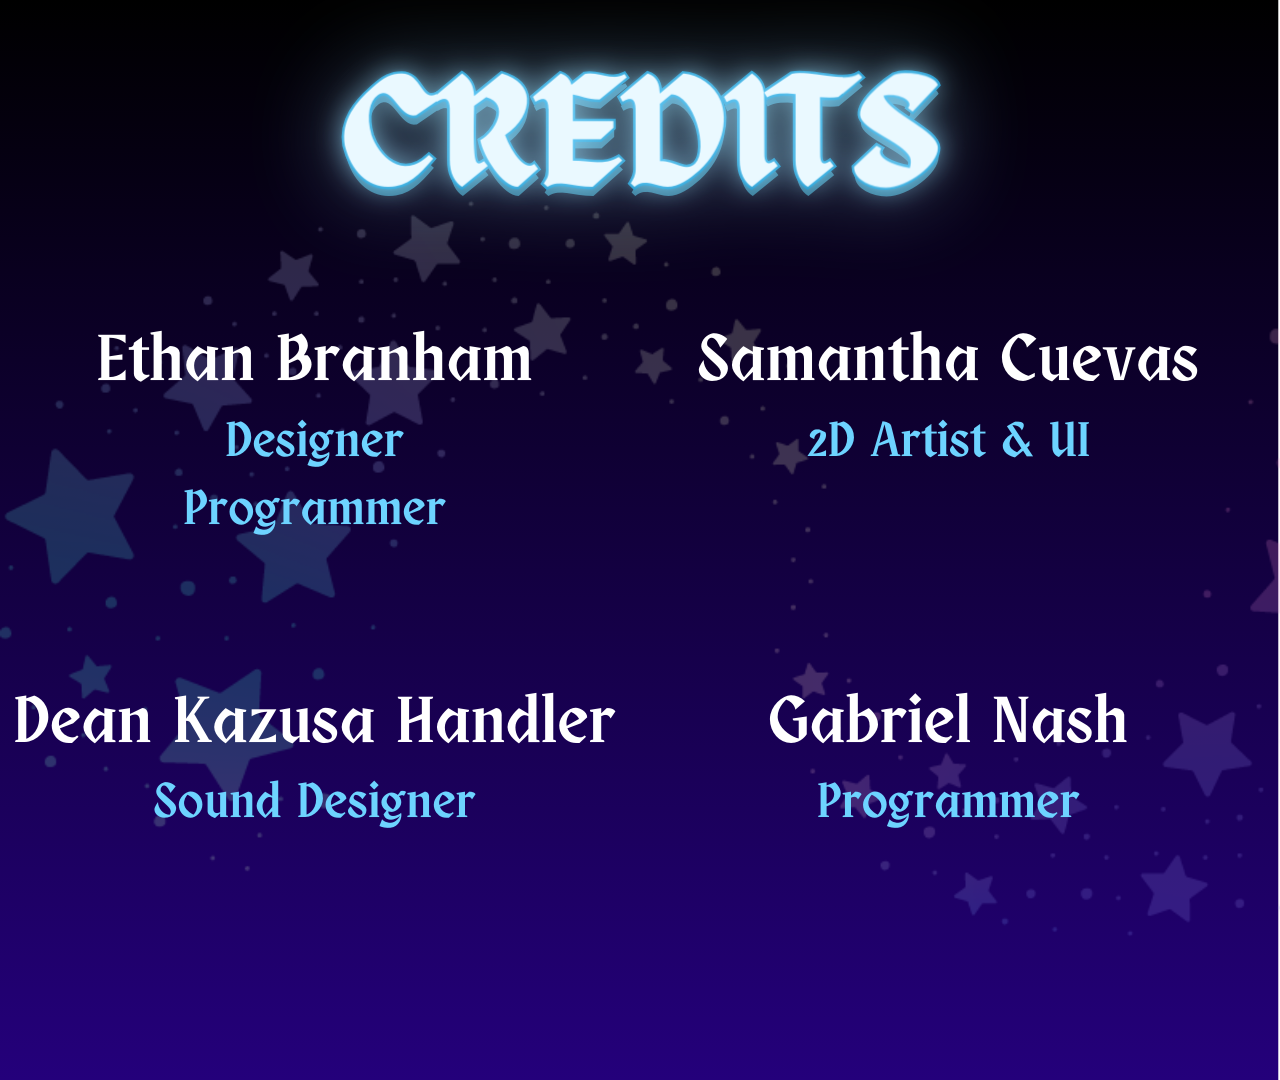 CREDITS
Ethan Branham
Designer
Programmer
Samantha Cuevas
2D Artist & UI
Dean Kazusa Handler
Sound Designer
Gabriel Nash
Programmer